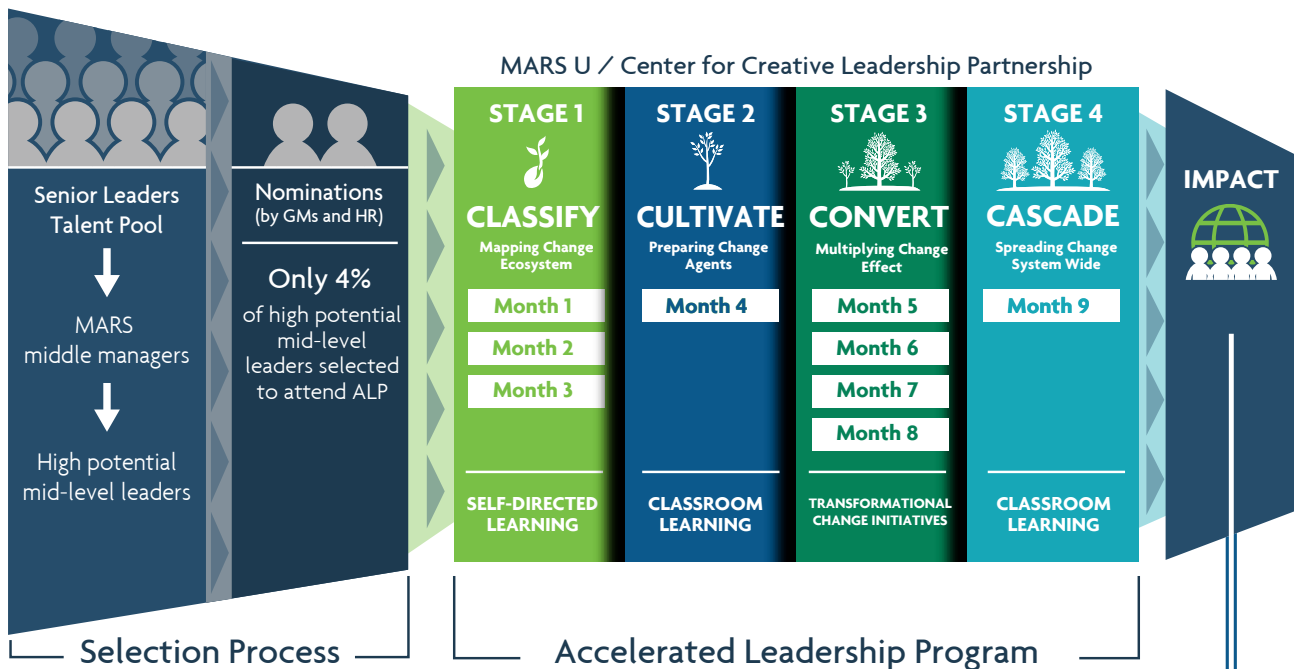 MARS U / Center for Creative Leadership Partnership
Senior Leaders
Talent Pool
MARS
middle managers
High potential
mid-level leaders
Nominations
(by GMs and HR)
Only 4%
of high potential
mid-level
leaders selected
to attend ALP
STAGE 1
CLASSIFY
Mapping Change
Ecosystem
Month 1
Month 2
Month 3
SELF-DIRECTED
LEARNING
STAGE 2
CULTIVATE
Preparing Change
Agents
Month 4
CLASSROOM
LEARNING
STAGE 3
CONVERT
Multiplying Change
Effect
Month 5
Month 6
Month 7
Month 8
TRANSFORMATIONAL
CHANGE INITIATIVES
STAGE 4
CASCADE
Spreading Change
System Wide
Month 9
CLASSROOM
LEARNING
IMPACT
Selection Process
Accelerated Leadership Program